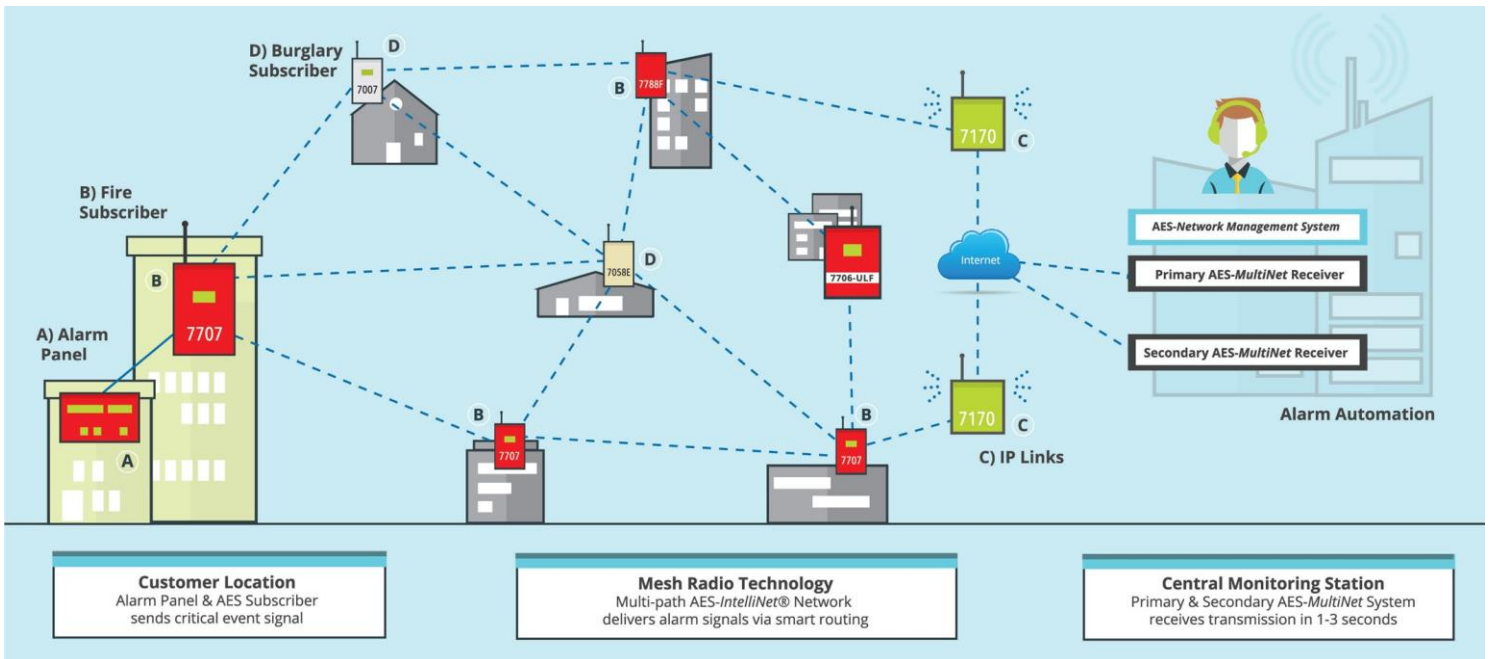 D) Burglary
Subscriber
D
7007
7788F
B
7170
C
B) Fire
Subscriber
B
7707
A) Alarm
Panel
A
7058E
D
7706-ULF
Internet
AES-Network Management System
Primary AES-MultiNet Receiver
Secondary AES-MultiNet Receiver
Alarm Automation
B
7707
B
7707
7170
C
C) IP Links
Customer Location
Alarm Panel & AES Subscriber
sends critical event signal
Mesh Radio Technology
Multi-path AES-IntelliNet® Network
delivers alarm signals via smart routing
Central Monitoring Station
Primary & Secondary AES-MultiNet System
receives transmission in 1-3 seconds